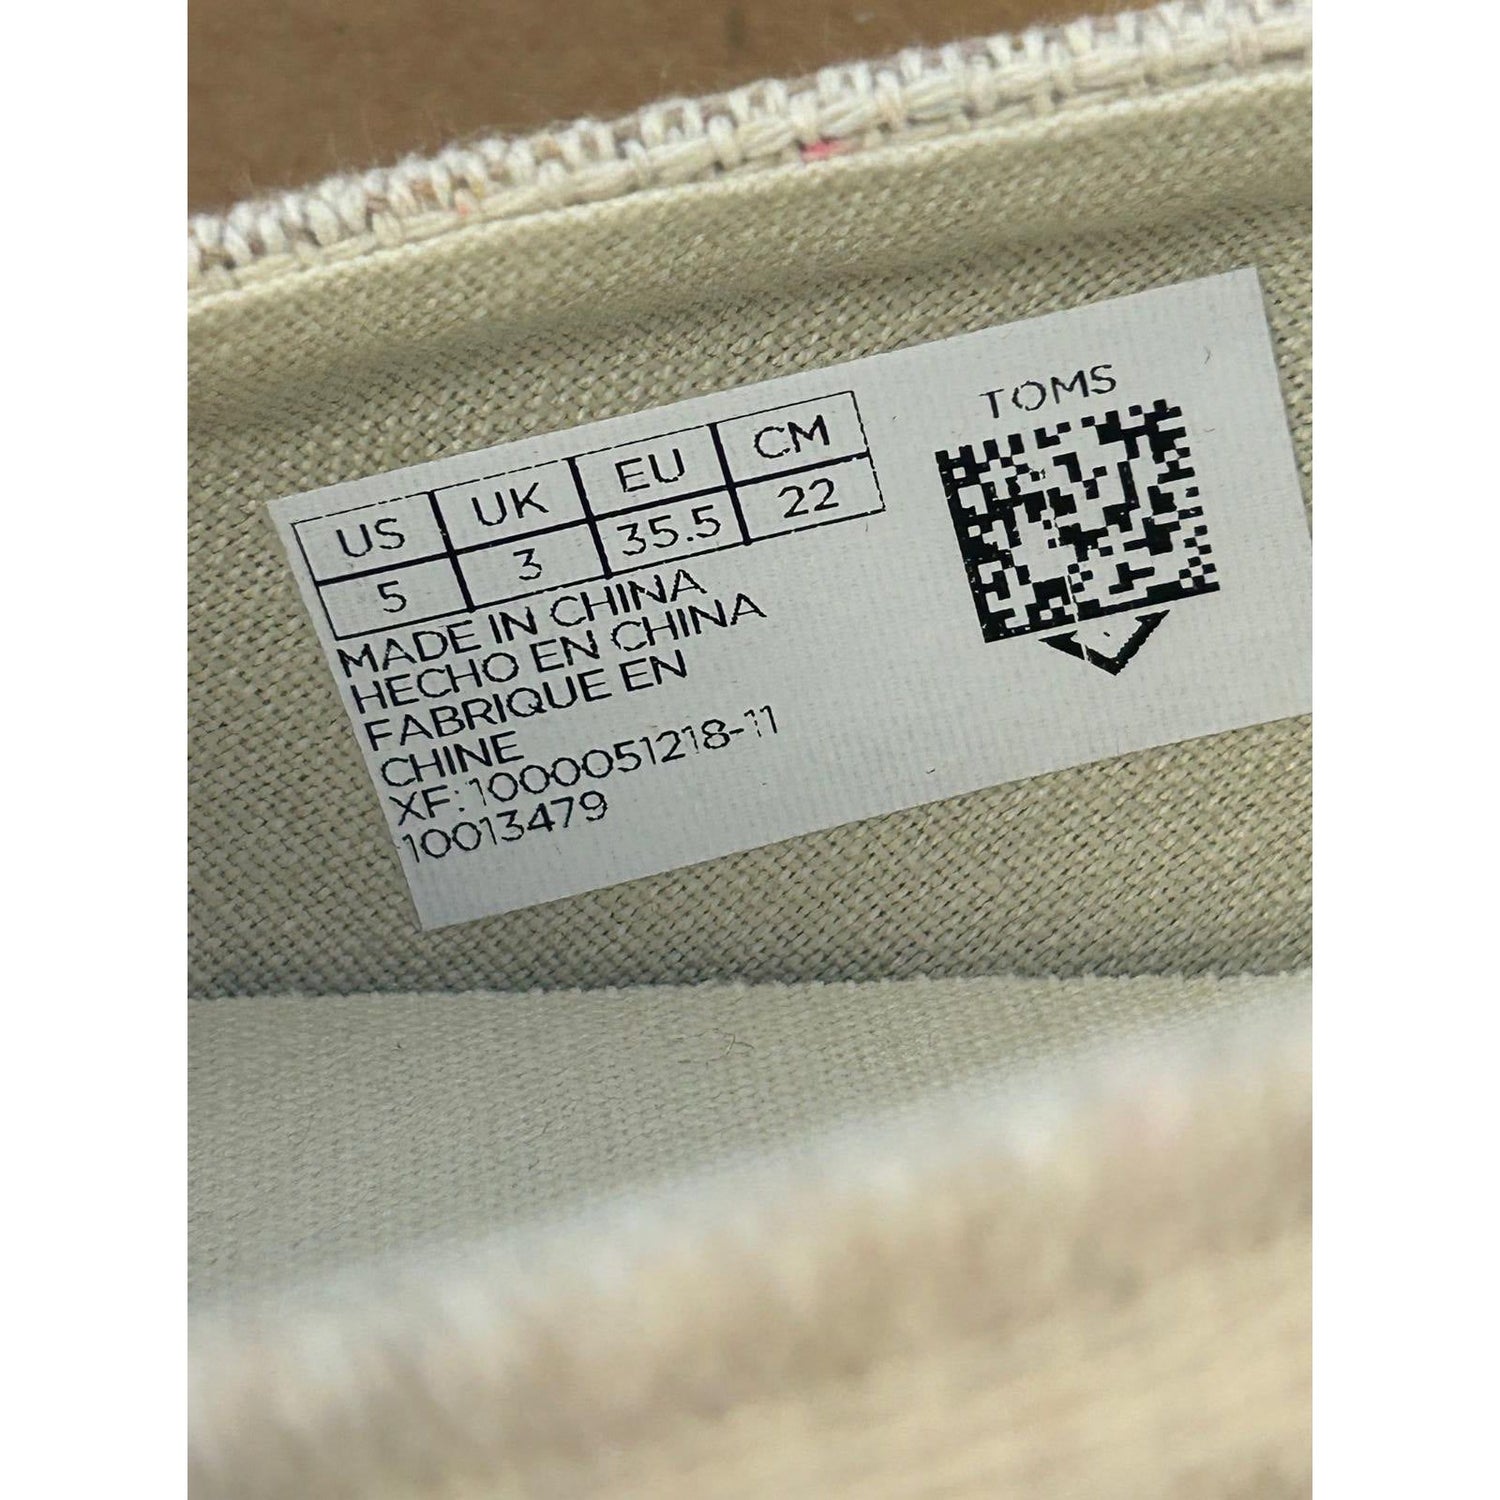 US UK EU CM
5 3 35.5 22
MADE IN CHINA
HECHO EN CHINA
FABRIQUE EN
CHINE
XF:1000051218-11
10013479
TOMS